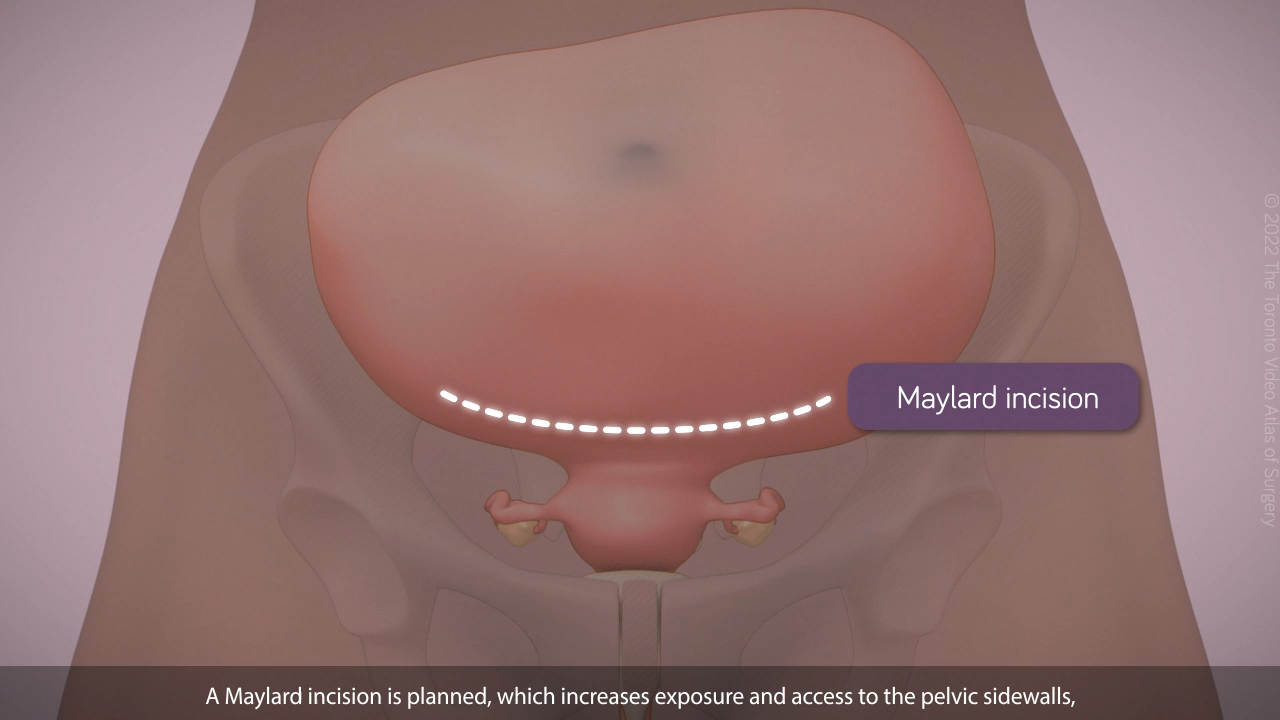 Maylard incision
A Maylard incision is planned, which increases exposure and access to the pelvic sidewalls,
© 2022 The Toronto Video Atlas of Surgery